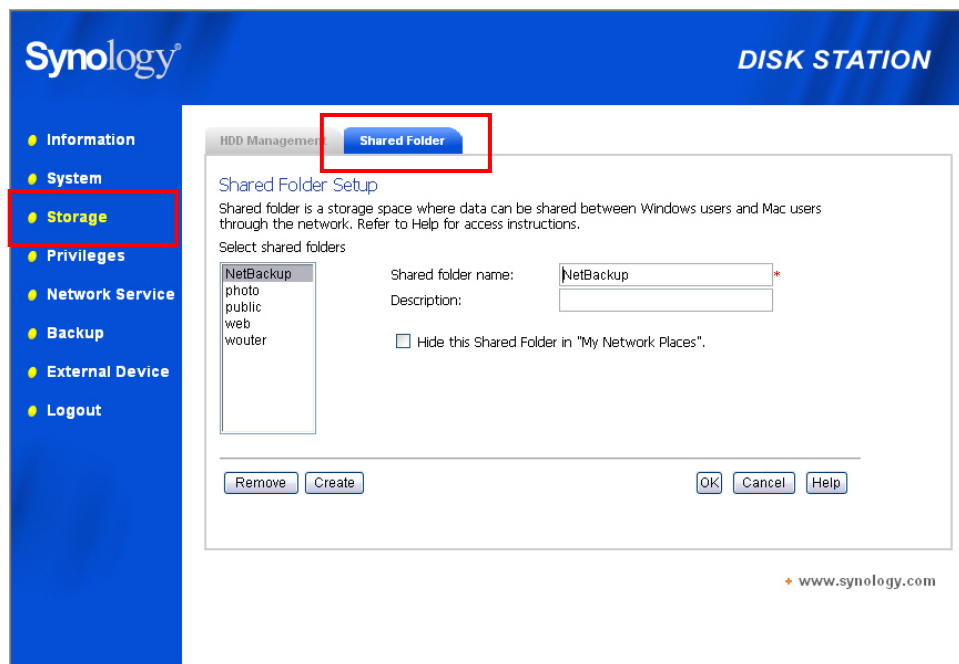 Synology®
DISK STATION
Information
System
Storage
Privileges
Network Service
Backup
External Device
Logout
HDD Management
Shared Folder
Shared Folder Setup
Shared folder is a storage space where data can be shared between Windows users and Mac users
through the network. Refer to Help for access instructions.
Select shared folders
NetBackup
photo
public
web
wouter
Shared folder name: NetBackup *
Description:
Hide this Shared Folder in "My Network Places".
Remove Create OK Cancel Help
www.synology.com